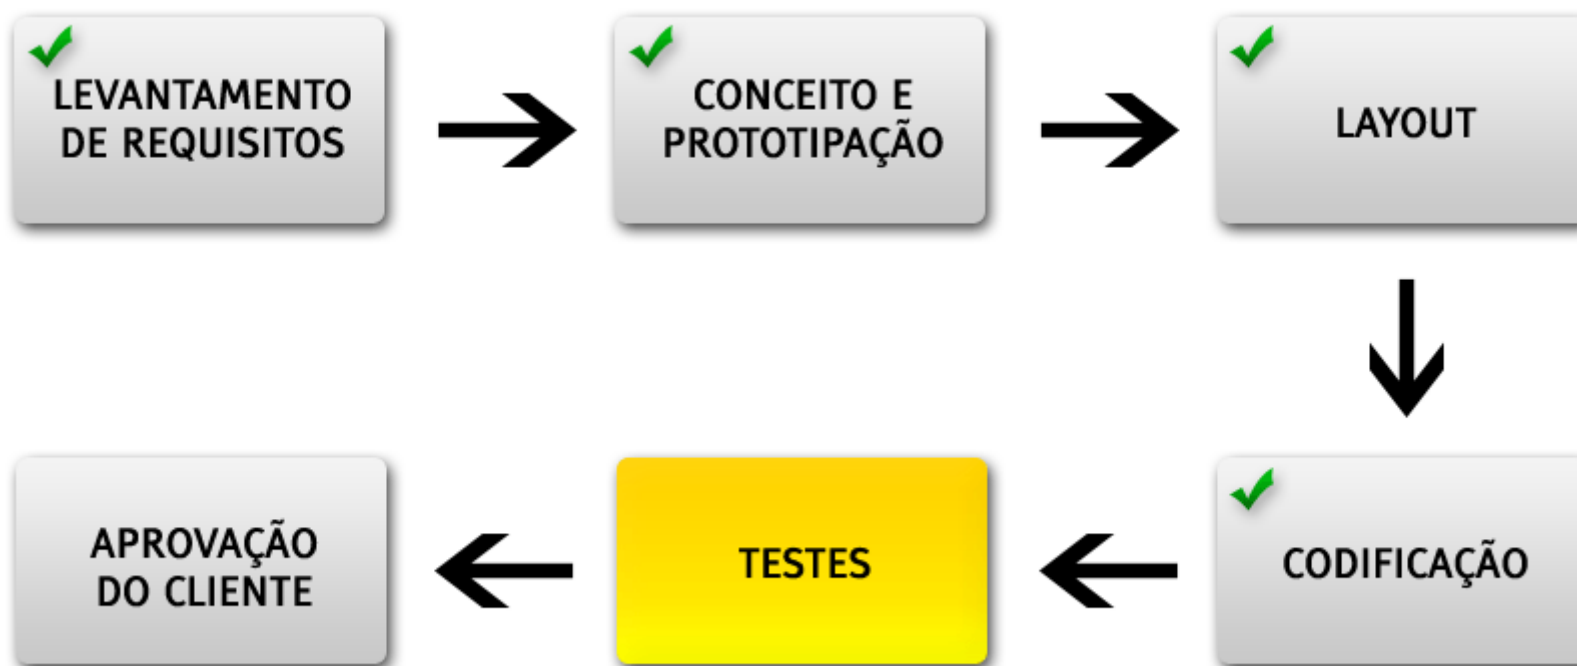 LEVANTAMENTO
DE REQUISITOS
CONCEITO E
PROTOTIPAÇÃO
LAYOUT
CODIFICAÇÃO
TESTES
APROVAÇÃO
DO CLIENTE